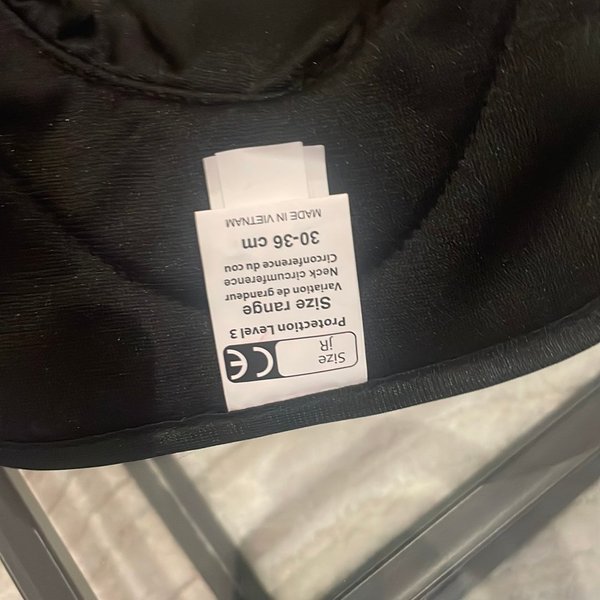 Size
jR
CE
Protection Level 3
Size range
Variation de grandeur
Neck circumference
Circonférence du cou
30-36 cm
MADE IN VIETNAM